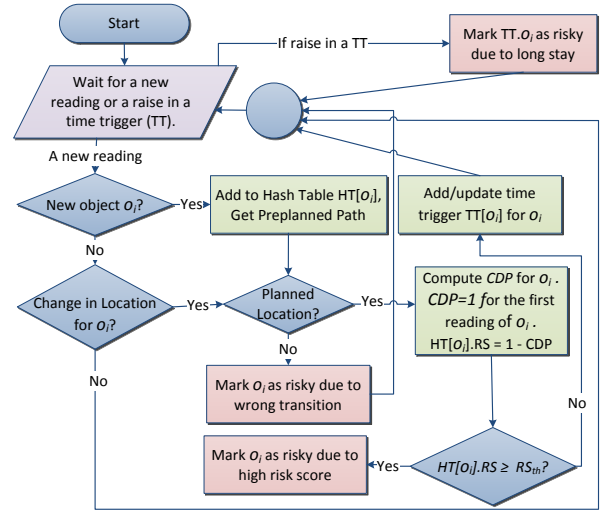 Start
If raise in a TT
Mark TT.oi as risky
due to long stay
Wait for a new
reading or a raise in a
time trigger (TT).
A new reading
New object oi?
Yes
Add to Hash Table HT[oi],
Get Preplanned Path
Add/update time
trigger TT[oi] for oi
No
Change in Location
for oi?
Yes
Planned
Location?
Yes
Compute CDP for oi .
CDP=1 for the first
reading of oi .
HT[oi].RS = 1 - CDP
No
No
Mark oi as risky due to
wrong transition
No
Mark oi as risky due to
high risk score
Yes
HT[oi].RS ≥ RSth?